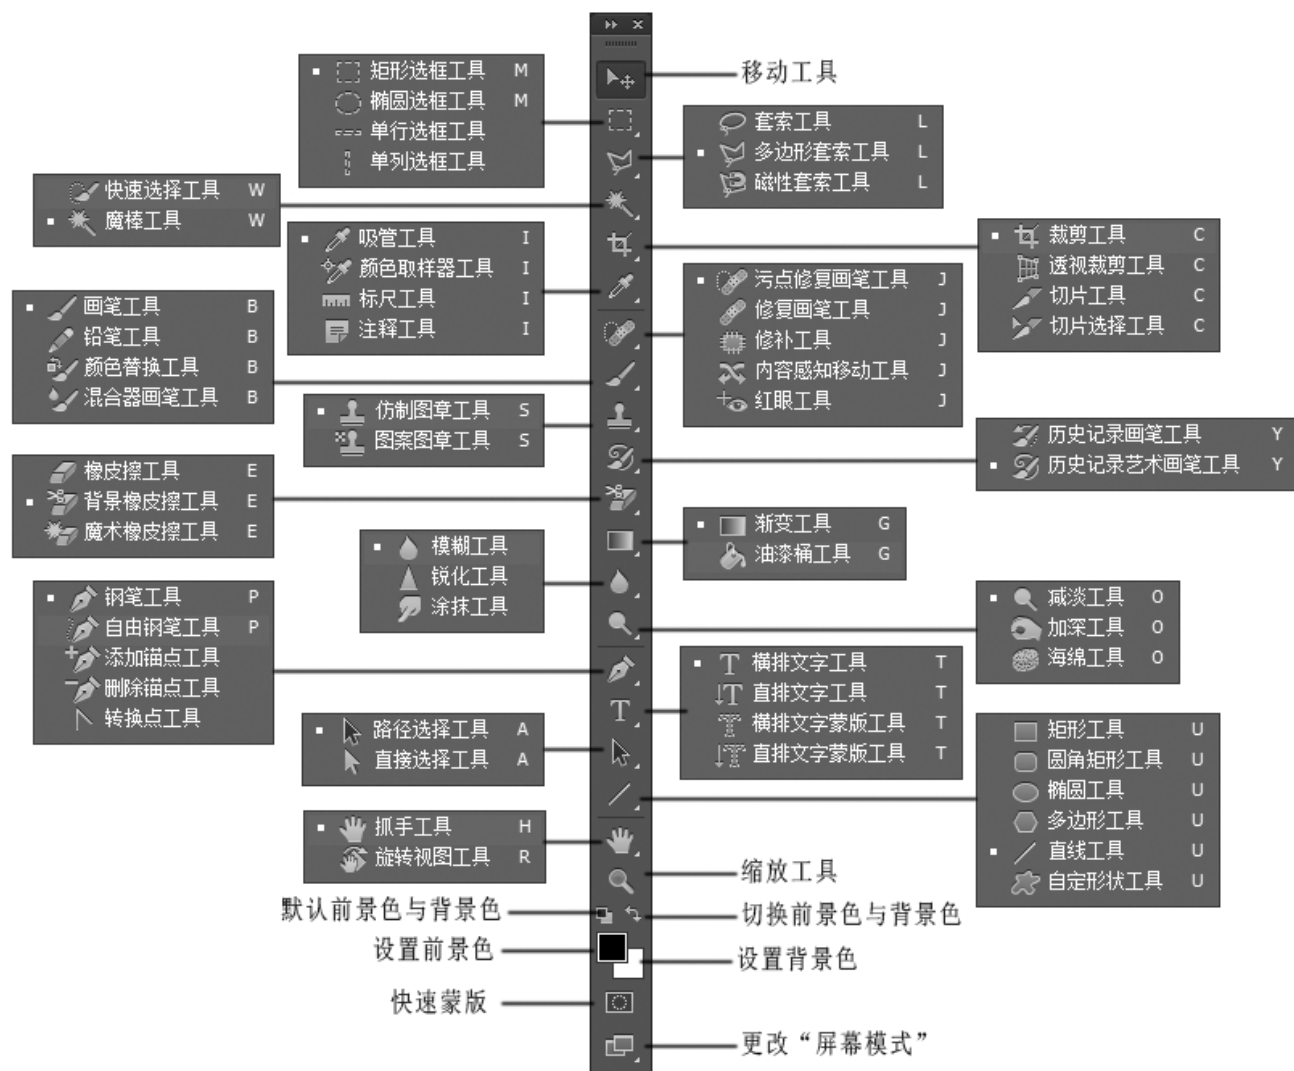 移动工具
矩形选框工具 M
椭圆选框工具 M
单行选框工具
单列选框工具
套索工具 L
多边形套索工具 L
磁性套索工具 L
快速选择工具 W
魔棒工具 W
裁剪工具 C
透视裁剪工具 C
切片工具 C
切片选择工具 C
吸管工具 I
颜色取样器工具 I
标尺工具 I
注释工具 I
污点修复画笔工具 J
修复画笔工具 J
修补工具 J
内容感知移动工具 J
红眼工具 J
画笔工具 B
铅笔工具 B
颜色替换工具 B
混合器画笔工具 B
仿制图章工具 S
图案图章工具 S
历史记录画笔工具 Y
历史记录艺术画笔工具 Y
橡皮擦工具 E
背景橡皮擦工具 E
魔术橡皮擦工具 E
渐变工具 G
油漆桶工具 G
模糊工具
锐化工具
涂抹工具
减淡工具 O
加深工具 O
海绵工具 O
钢笔工具 P
自由钢笔工具 P
添加锚点工具
删除锚点工具
转换点工具
横排文字工具 T
直排文字工具 T
横排文字蒙版工具 T
直排文字蒙版工具 T
路径选择工具 A
直接选择工具 A
矩形工具 U
圆角矩形工具 U
椭圆工具 U
多边形工具 U
直线工具 U
自定形状工具 U
抓手工具 H
旋转视图工具 R
缩放工具
默认前景色与背景色
切换前景色与背景色
设置前景色
设置背景色
快速蒙版
更改“屏幕模式”